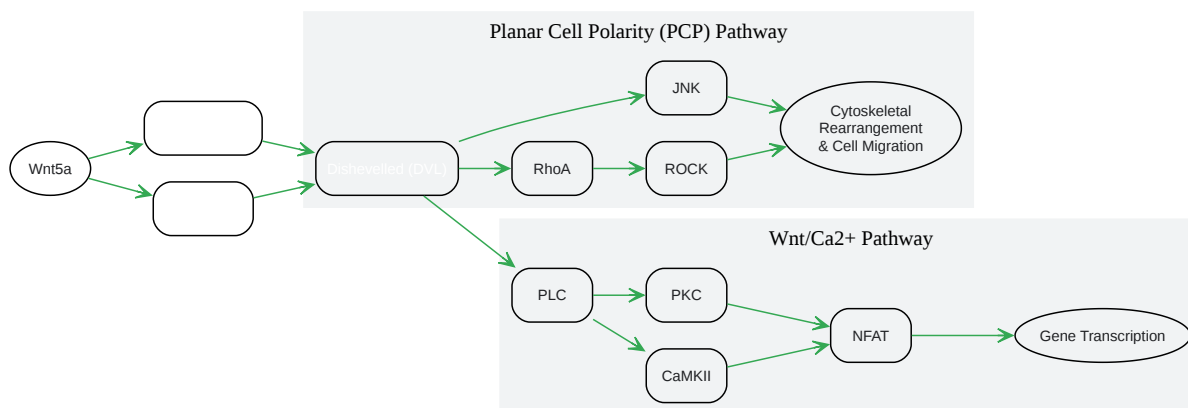 Planar Cell Polarity (PCP) Pathway
JNK
Cytoskeletal
Rearrangement
& Cell Migration
Wnt5a
Dishevelled (DVL)
RhoA
ROCK
Wnt/Ca2+ Pathway
PLC
PKC
NFAT
Gene Transcription
CaMKII